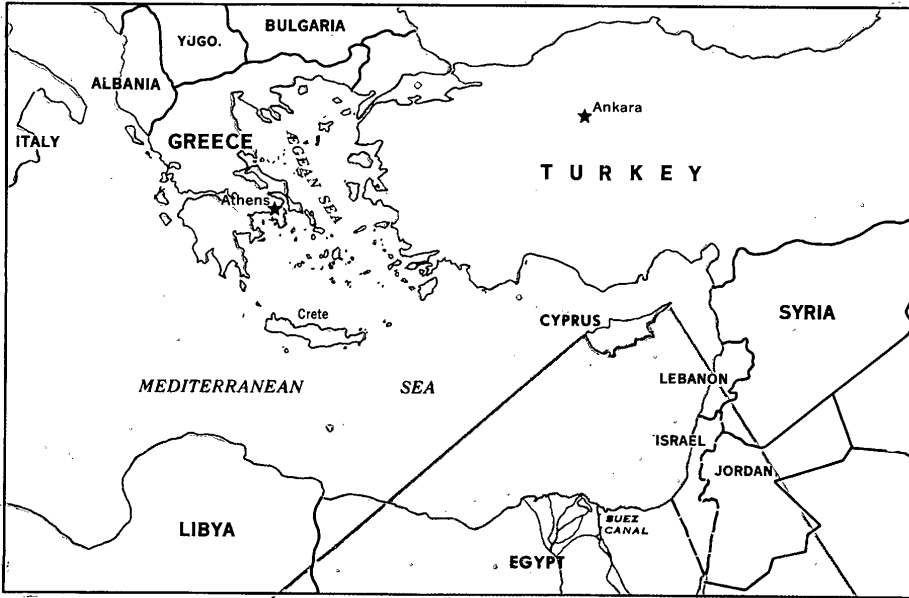 BULGARIA
YUGO.
ALBANIA
ITALY
GREECE
ÆGEAN SEA
Athens
Ankara
TURKEY
Crete
CYPRUS
SYRIA
MEDITERRANEAN SEA
LEBANON
ISRAEL
JORDAN
LIBYA
SUEZ
CANAL
EGYPT